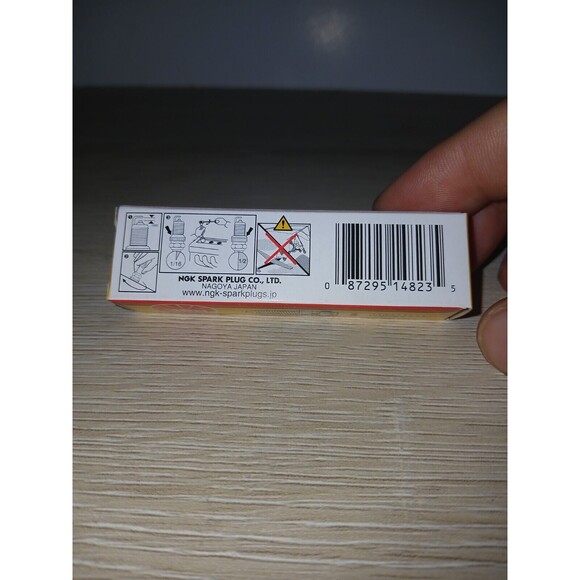 1/16
1/2
NGK SPARK PLUG CO., LTD.
NAGOYA JAPAN
www.ngk-sparkplugs.jp
0 87295 14823 5